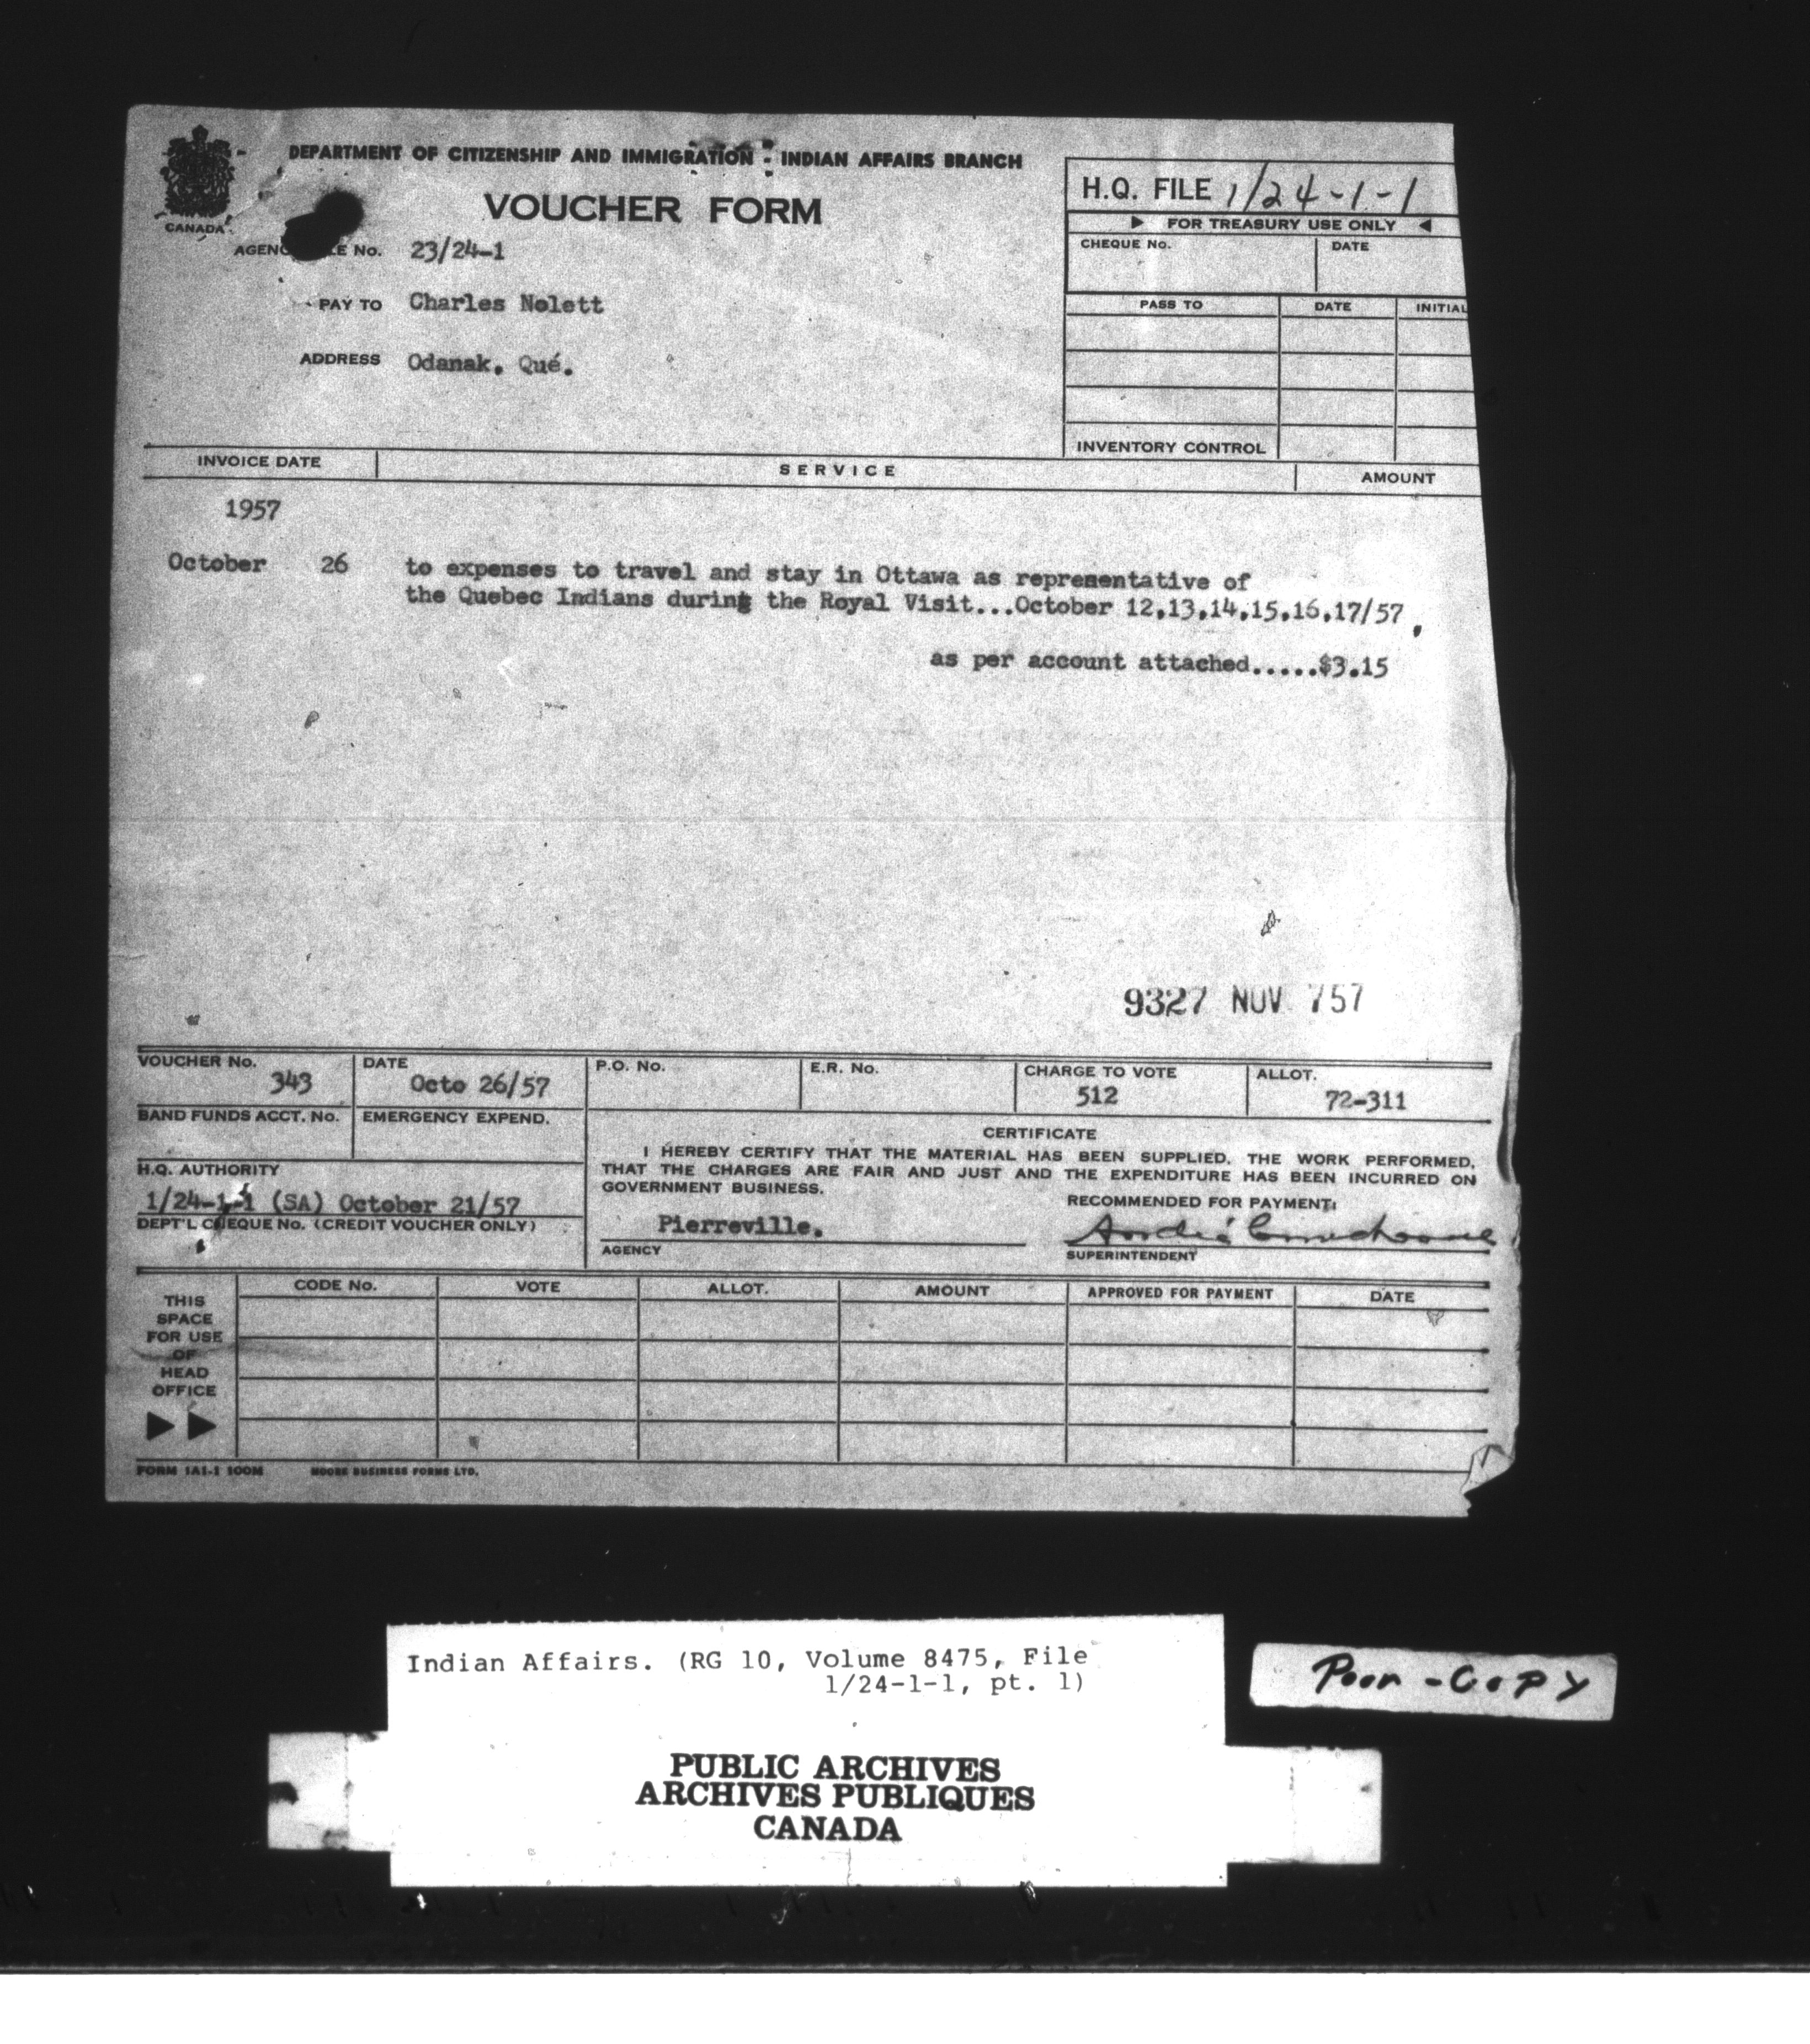 DEPARTMENT OF CITIZENSHIP AND IMMIGRATION - INDIAN AFFAIRS BRANCH
VOUCHER FORM
CANADA
H.Q. FILE 1/24-1-1
FOR TREASURY USE ONLY
CHEQUE No. DATE
No. 23/24-1
PAY TO Charles Nolett
PASS TO DATE INITIAL
ADDRESS Odanak, Qué.
INVENTORY CONTROL
INVOICE DATE SERVICE AMOUNT
1957
October 26 to expenses to travel and stay in Ottawa as representative of
the Quebec Indians during the Royal Visit...October 12,13,14,15,16,17/57,
as per account attached.....$3.15
9327 NOV 7 57
VOUCHER No. 343 DATE Octo 26/57 P.O. No. E.R. No. CHARGE TO VOTE 512 ALLOT. 72-311
BAND FUNDS ACCT. No. EMERGENCY EXPEND.
CERTIFICATE
I HEREBY CERTIFY THAT THE MATERIAL HAS BEEN SUPPLIED, THE WORK PERFORMED,
THAT THE CHARGES ARE FAIR AND JUST AND THE EXPENDITURE HAS BEEN INCURRED ON
GOVERNMENT BUSINESS.
H.Q. AUTHORITY
1/24-1-1 (SA) October 21/57
DEPT'L CHEQUE No. (CREDIT VOUCHER ONLY)
RECOMMENDED FOR PAYMENT:
Pierreville.
AGENCY
André
SUPERINTENDENT
THIS
SPACE
FOR USE
OF
HEAD
OFFICE
CODE No. VOTE ALLOT. AMOUNT APPROVED FOR PAYMENT DATE
FORM 1A1-1 100M MOORE BUSINESS FORMS LTD.
Indian Affairs. (RG 10, Volume 8475, File
1/24-1-1, pt. 1)
Poor-Copy
PUBLIC ARCHIVES
ARCHIVES PUBLIQUES
CANADA